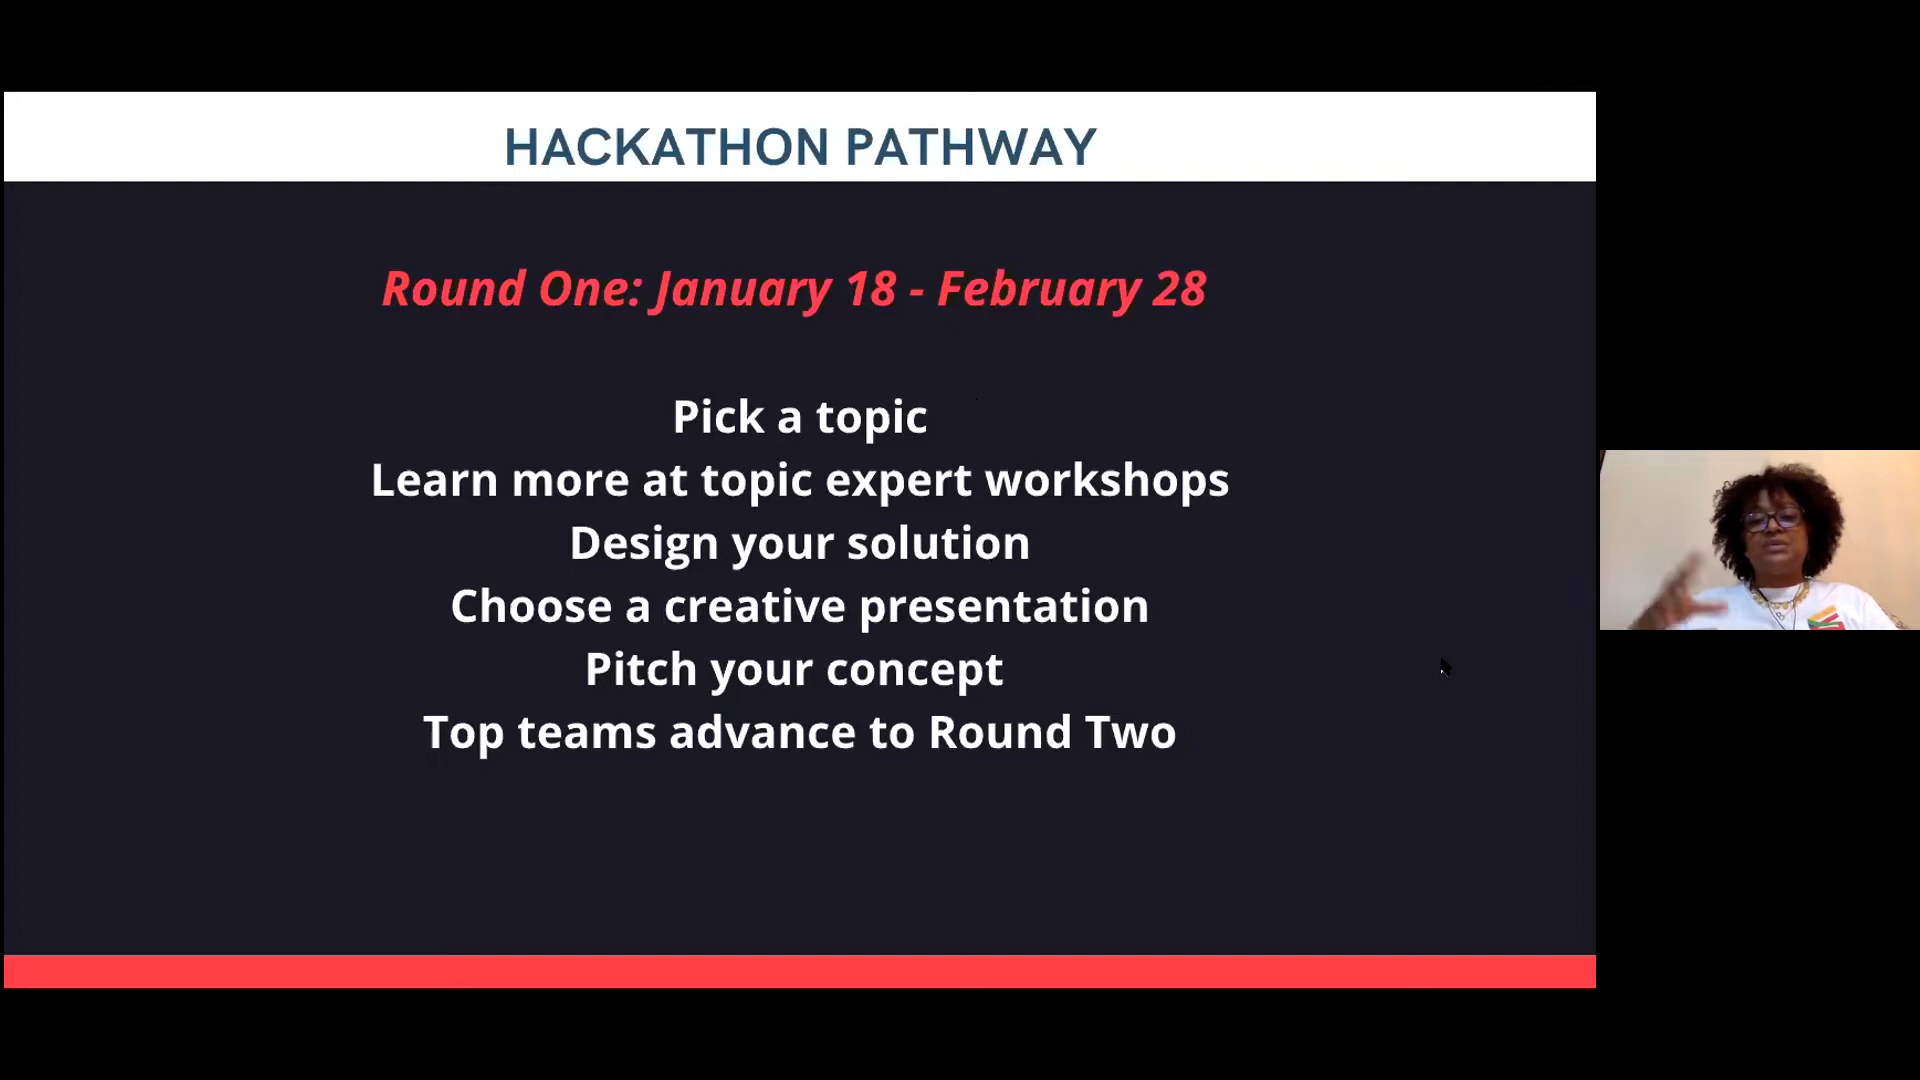 HACKATHON PATHWAY
Round One: January 18 - February 28
Pick a topic
Learn more at topic expert workshops
Design your solution
Choose a creative presentation
Pitch your concept
Top teams advance to Round Two